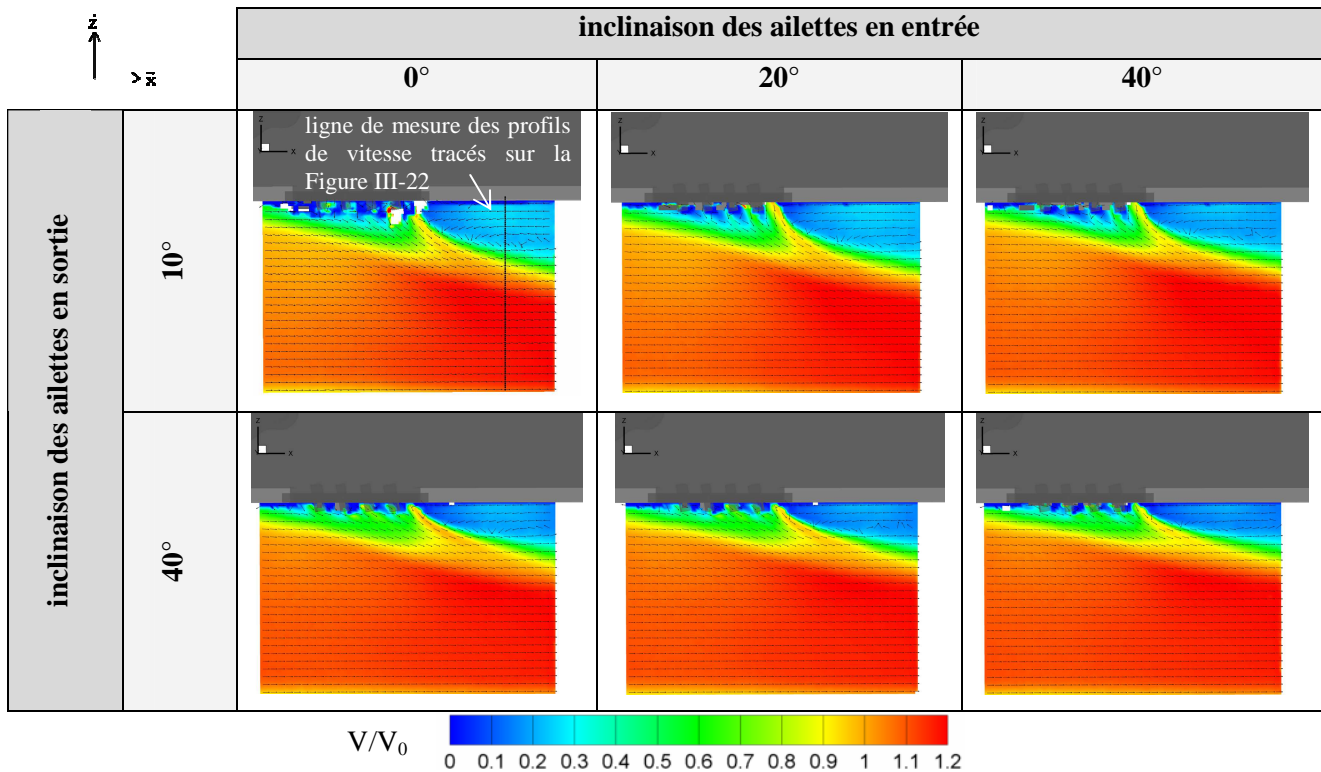 z
x
inclinaison des ailettes en entrée
0° 20° 40°
inclinaison des ailettes en sortie
10°
ligne de mesure des profils
de vitesse tracés sur la
Figure III-22
z
x
z
x
z
x
40°
z
x
z
x
z
x
V/V₀
0 0.1 0.2 0.3 0.4 0.5 0.6 0.7 0.8 0.9 1 1.1 1.2